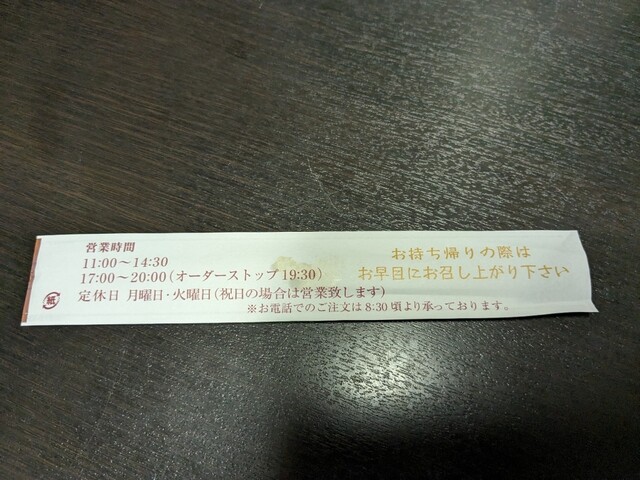 営業時間
11:00～14:30
17:00～20:00（オーダーストップ19:30）
定休日 月曜日・火曜日（祝日の場合は営業致します）
※お電話でのご注文は8:30頃より承っております。
お持ち帰りの際は
お早目にお召し上がり下さい
紙